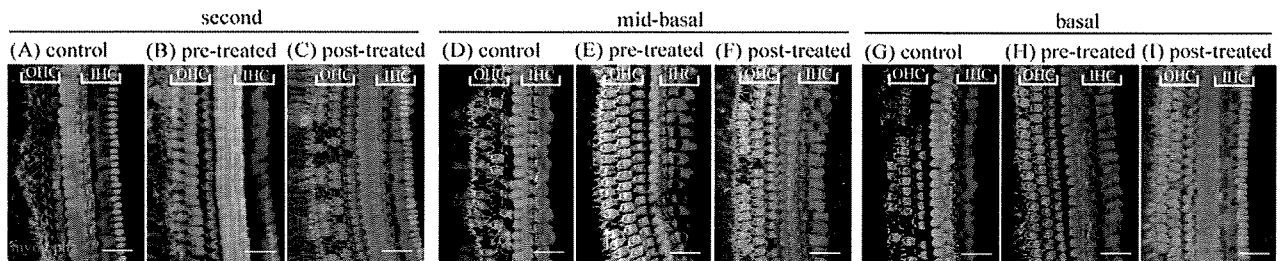 second mid-basal basal
(A) control (B) pre-treated (C) post-treated (D) control (E) pre-treated (F) post-treated (G) control (H) pre-treated (I) post-treated
OHC IHC OHC IHC OHC IHC OHC IHC OHC IHC OHC IHC OHC IHC OHC IHC OHC IHC